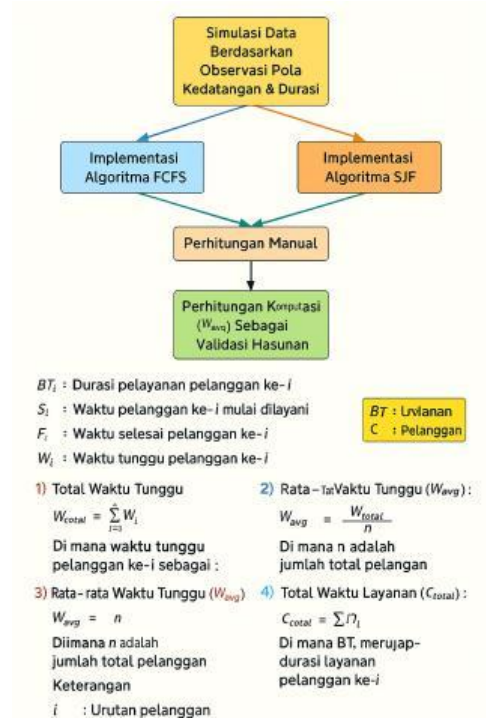 Simulasi Data
Berdasarkan
Observasi Pola
Kedatangan & Durasi
Implementasi
Algoritma FCFS
Implementasi
Algoritma SJF
Perhitungan Manual
Perhitungan Komputasi
(Wavq) Sebagai
Validasi Hasunan
BTi : Durasi pelayanan pelanggan ke-i
Si : Waktu pelanggan ke-i mulai dilayani
Fi : Waktu selesai pelanggan ke-i
Wi : Waktu tunggu pelanggan ke-i
BT : Lrvlanan
C : Pelanggan
1) Total Waktu Tunggu
Wcotal = Σ Wi
Di mana waktu tunggu
pelanggan ke-i sebagai :
2) Rata-TatVaktu Tunggu (Wavg) :
Wavg = Wtotal / n
Di mana n adalah
jumlah total pelangan
3) Rata-rata Waktu Tunggu (Wavg)
Wavg = n
Diimana n adalah
jumlah total pelanggan
Keterangan
i : Urutan pelanggan
4) Total Waktu Layanan (Ctotal) :
Ccotal = Σ
Di mana BT, merujap-
durasi layanan
pelanggan ke-i